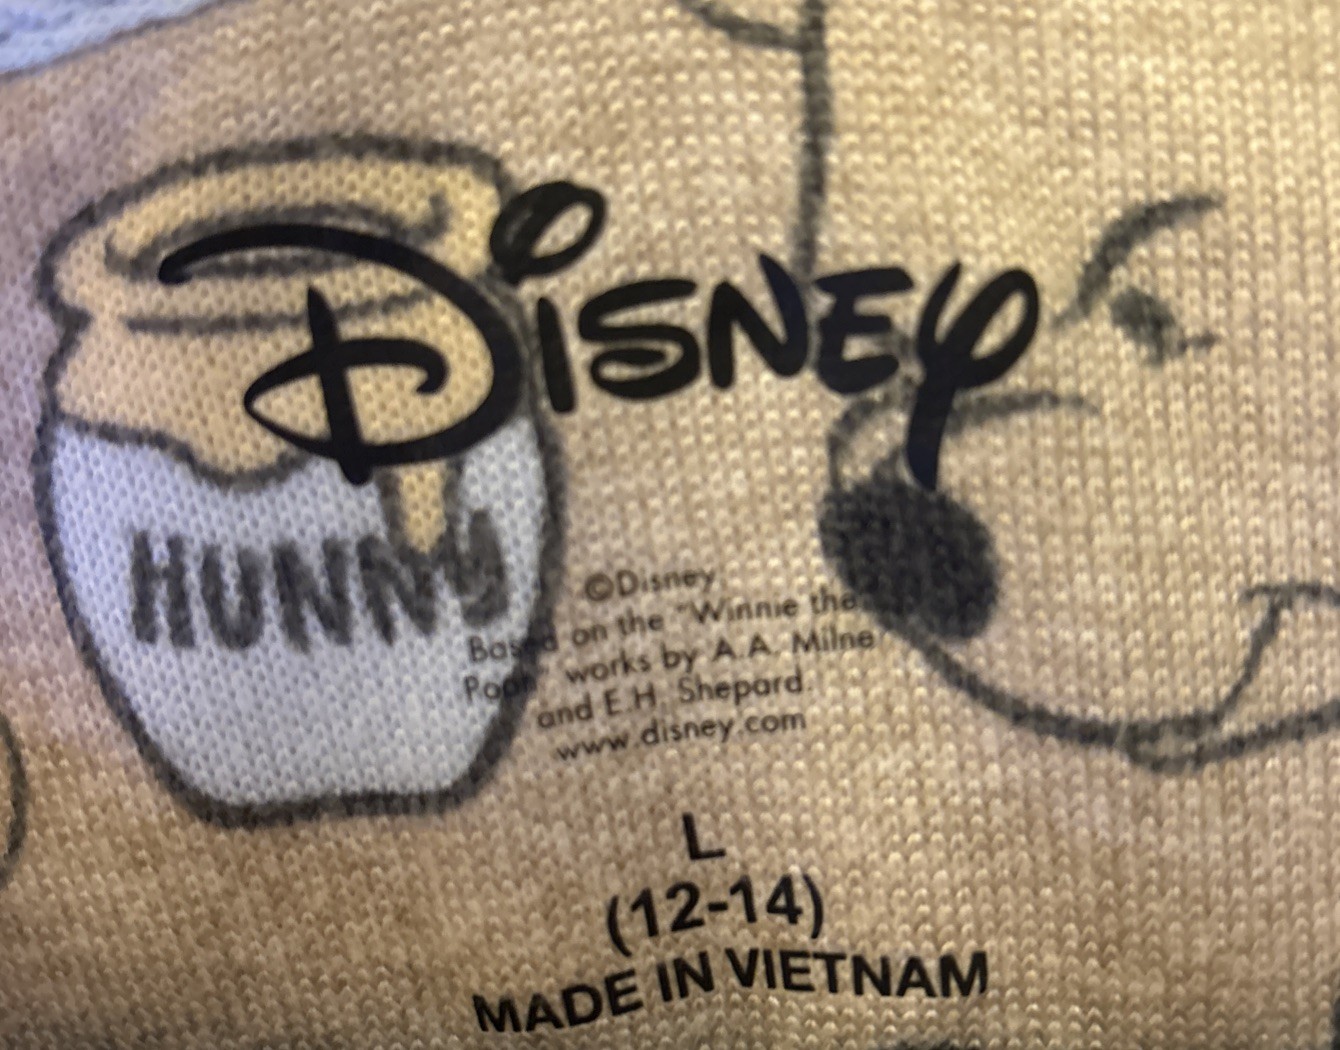 Disney
HUNNY
©Disney
Based on the "Winnie the
Pooh" works by A.A. Milne
and E.H. Shepard.
www.disney.com
L
(12-14)
MADE IN VIETNAM